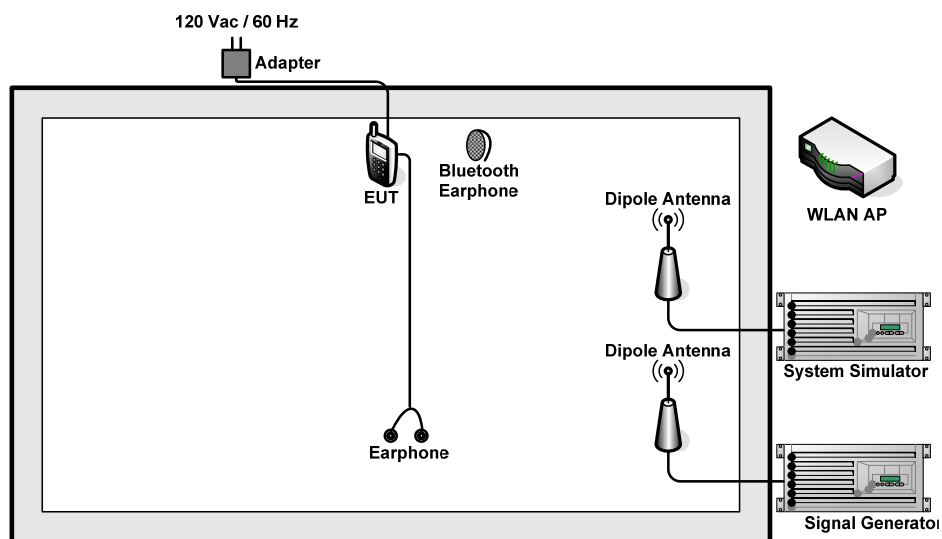 120 Vac / 60 Hz
Adapter
EUT
Bluetooth
Earphone
Dipole Antenna
WLAN AP
System Simulator
Dipole Antenna
Earphone
Signal Generator